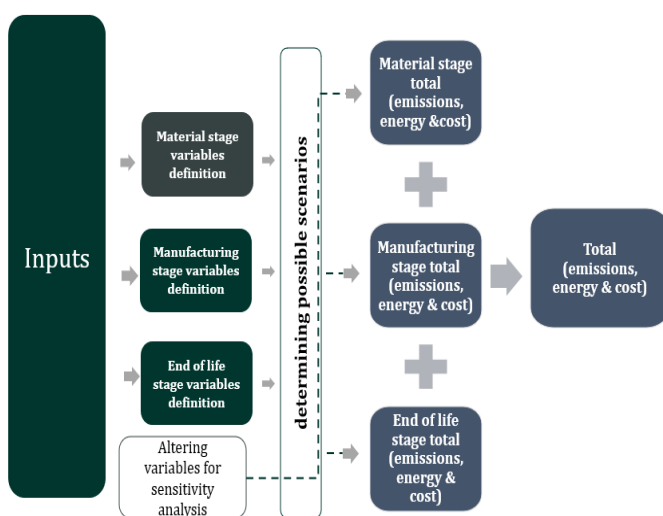 Inputs
Material stage
variables
definition
Manufacturing
stage variables
definition
End of life
stage variables
definition
Altering
variables for
sensitivity
analysis
determining possible scenarios
Material stage
total
(emissions,
energy &cost)
Manufacturing
stage total
(emissions,
energy & cost)
End of life
stage total
(emissions,
energy &
cost)
Total
(emissions,
energy & cost)